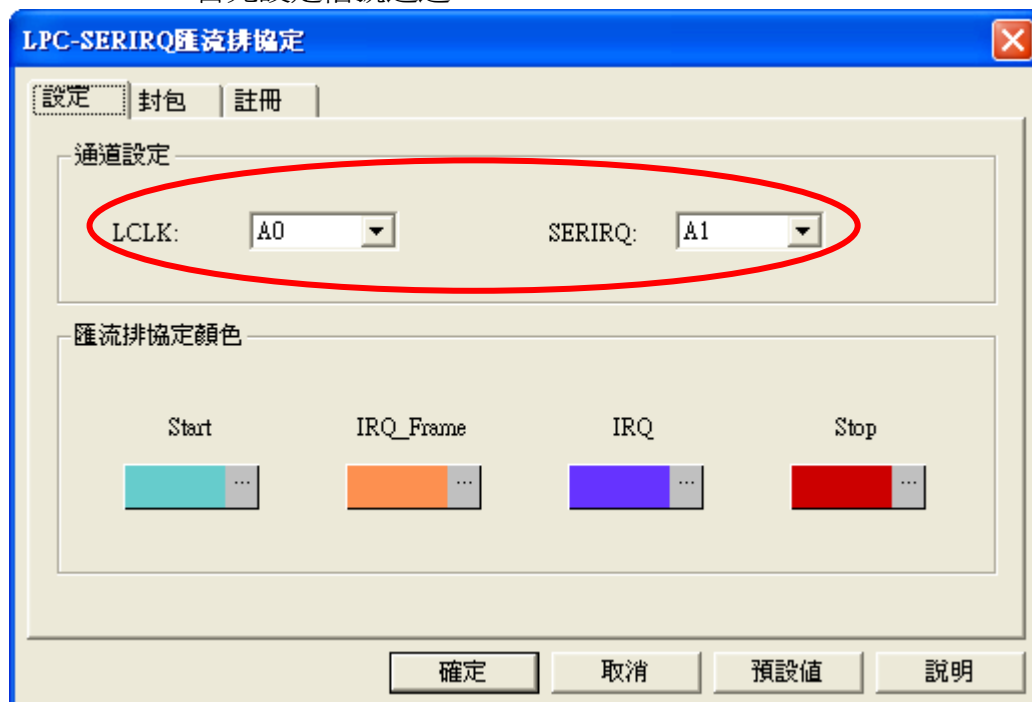 LPC-SERIRQ匯流排協定
設定 封包 註冊
通道設定
LCLK: A0 SERIRQ: A1
匯流排協定顏色
Start IRQ_Frame IRQ Stop
... ... ... ...
確定 取消 預設值 說明